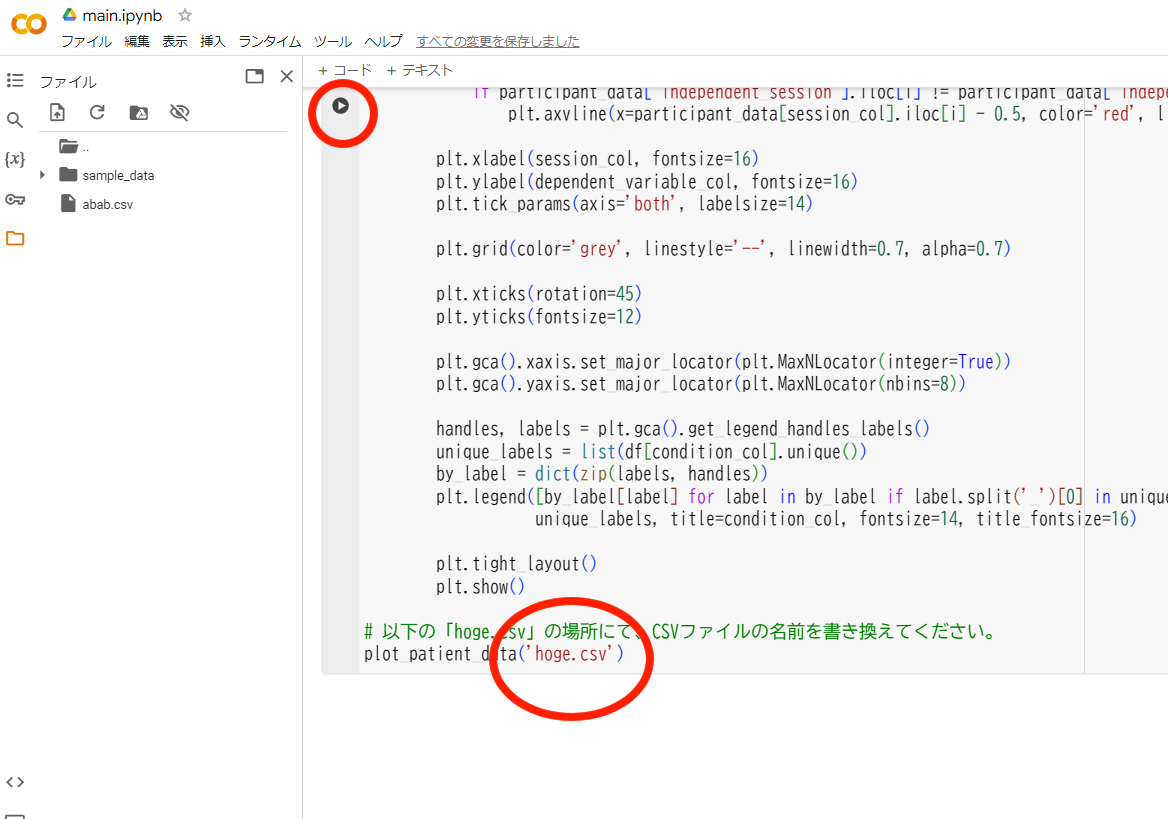 main.ipynb
ファイル 編集 表示 挿入 ランタイム ツール ヘルプ すべての変更を保存しました
ファイル
+ コード + テキスト
..
sample_data
abab.csv
{x}
if participant_data['independent_session'].iloc[i] != participant_data['indepe
plt.axvline(x=participant_data[session_col].iloc[i] - 0.5, color='red', l
plt.xlabel(session_col, fontsize=16)
plt.ylabel(dependent_variable_col, fontsize=16)
plt.tick_params(axis='both', labelsize=14)
plt.grid(color='grey', linestyle='--', linewidth=0.7, alpha=0.7)
plt.xticks(rotation=45)
plt.yticks(fontsize=12)
plt.gca().xaxis.set_major_locator(plt.MaxNLocator(integer=True))
plt.gca().yaxis.set_major_locator(plt.MaxNLocator(nbins=8))
handles, labels = plt.gca().get_legend_handles_labels()
unique_labels = list(df[condition_col].unique())
by_label = dict(zip(labels, handles))
plt.legend([by_label[label] for label in by_label if label.split('_')[0] in unique
unique_labels, title=condition_col, fontsize=14, title_fontsize=16)
plt.tight_layout()
plt.show()
# 以下の「hoge.csv」の場所にて、CSVファイルの名前を書き換えてください。
plot_patient_data('hoge.csv')